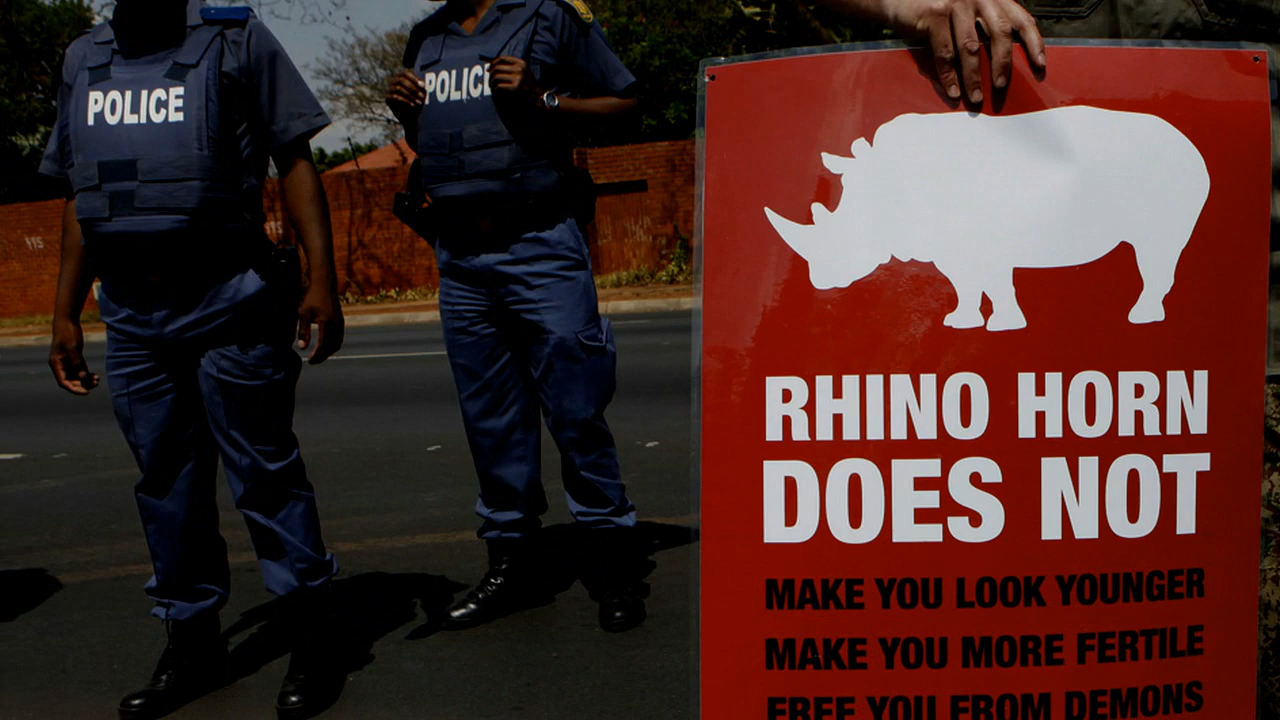 POLICE
POLICE
RHINO HORN
DOES NOT
MAKE YOU LOOK YOUNGER
MAKE YOU MORE FERTILE
FREE YOU FROM DEMONS